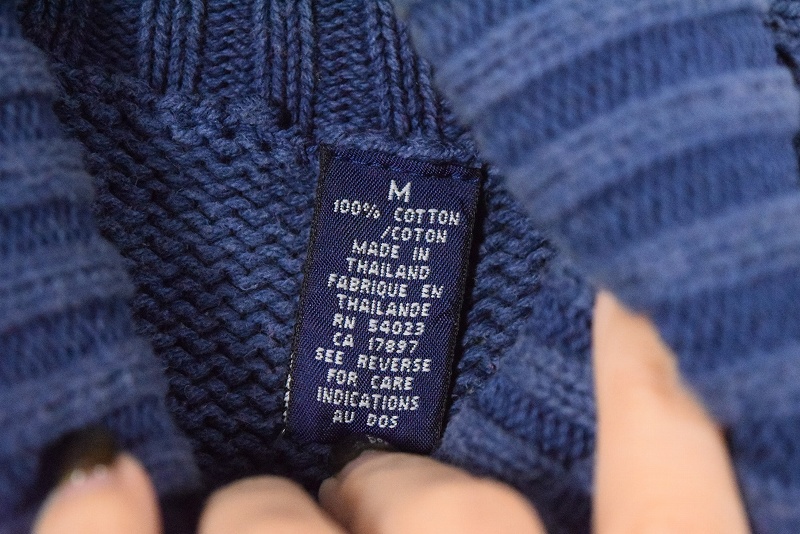 M
100% COTTON
/COTON
MADE IN
THAILAND
FABRIQUE EN
THAILANDE
RN 54023
CA 17897
SEE REVERSE
FOR CARE
INDICATIONS
AU DOS